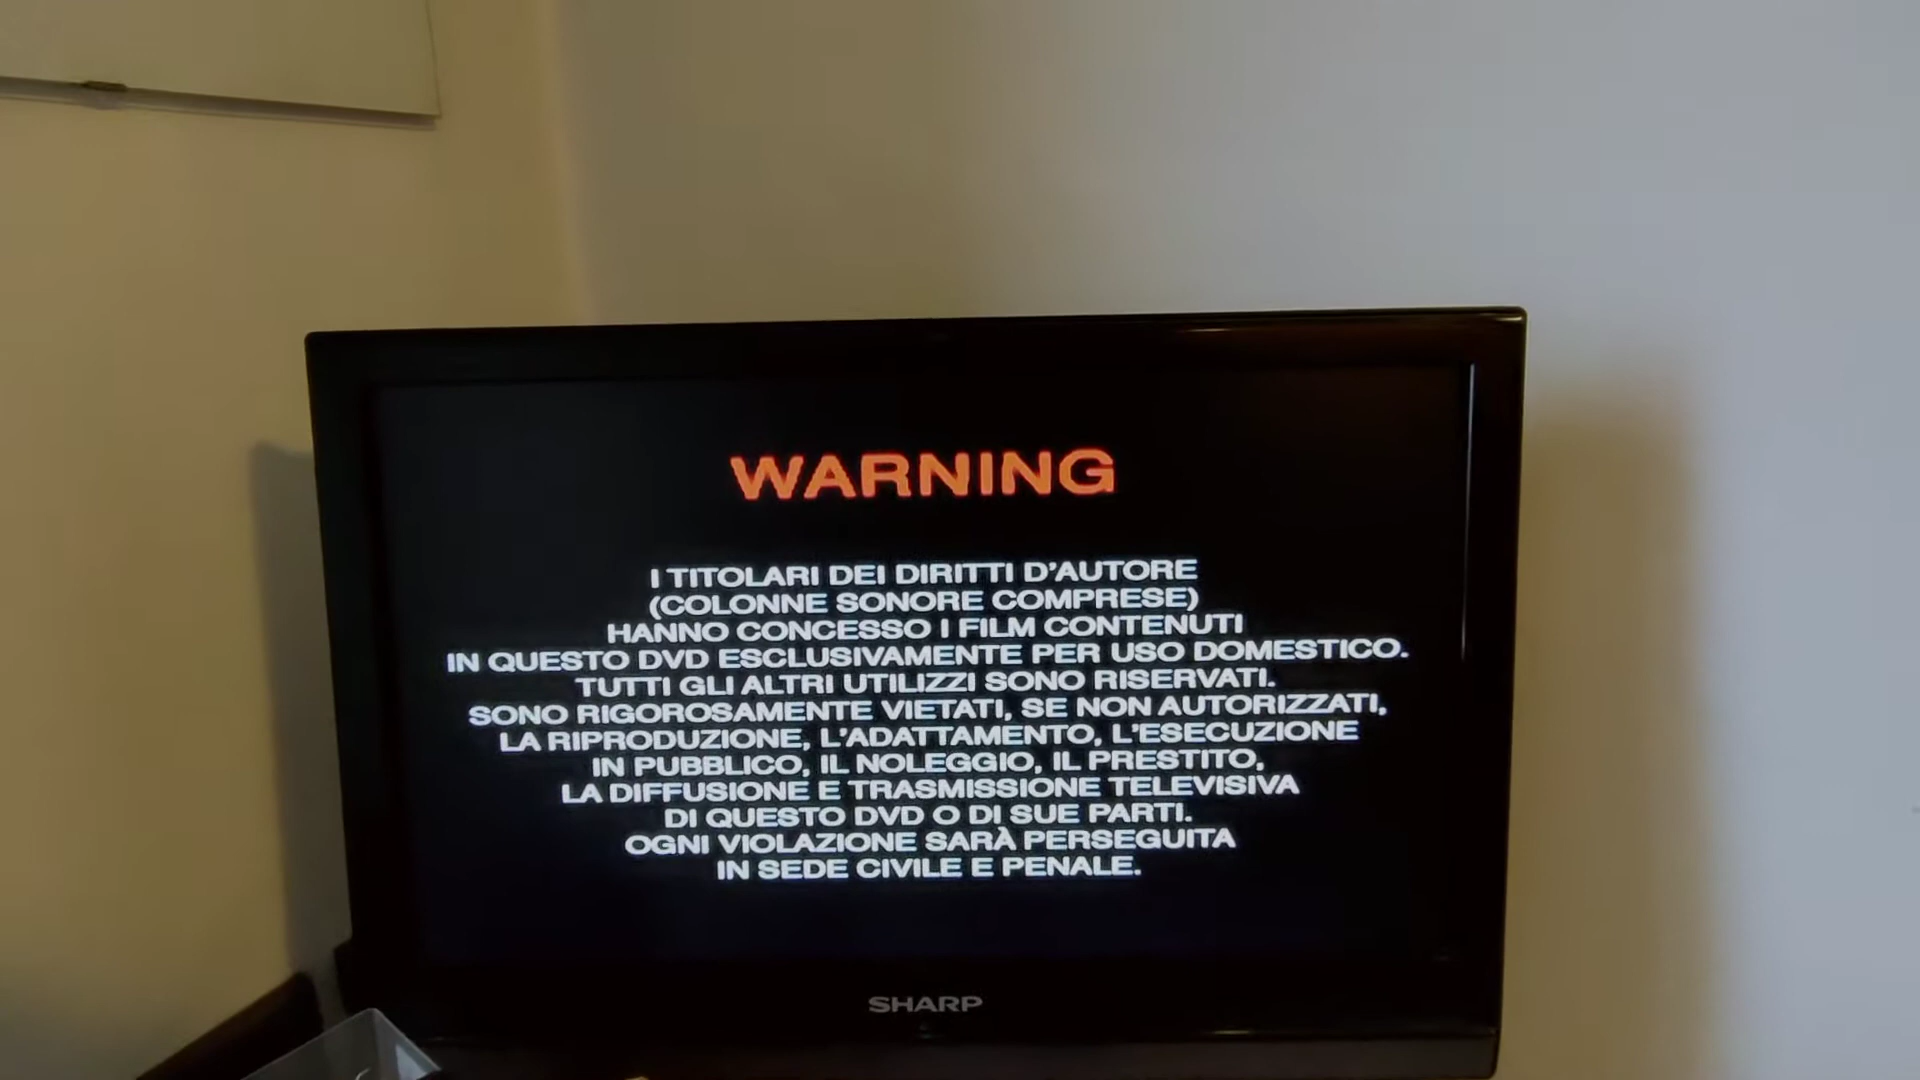 WARNING
I TITOLARI DEI DIRITTI D'AUTORE
(COLONNE SONORE COMPRESE)
HANNO CONCESSO I FILM CONTENUTI
IN QUESTO DVD ESCLUSIVAMENTE PER USO DOMESTICO.
TUTTI GLI ALTRI UTILIZZI SONO RISERVATI.
SONO RIGOROSAMENTE VIETATI, SE NON AUTORIZZATI,
LA RIPRODUZIONE, L'ADATTAMENTO, L'ESECUZIONE
IN PUBBLICO, IL NOLEGGIO, IL PRESTITO,
LA DIFFUSIONE E TRASMISSIONE TELEVISIVA
DI QUESTO DVD O DI SUE PARTI.
OGNI VIOLAZIONE SARÀ PERSEGUITA
IN SEDE CIVILE E PENALE.
SHARP